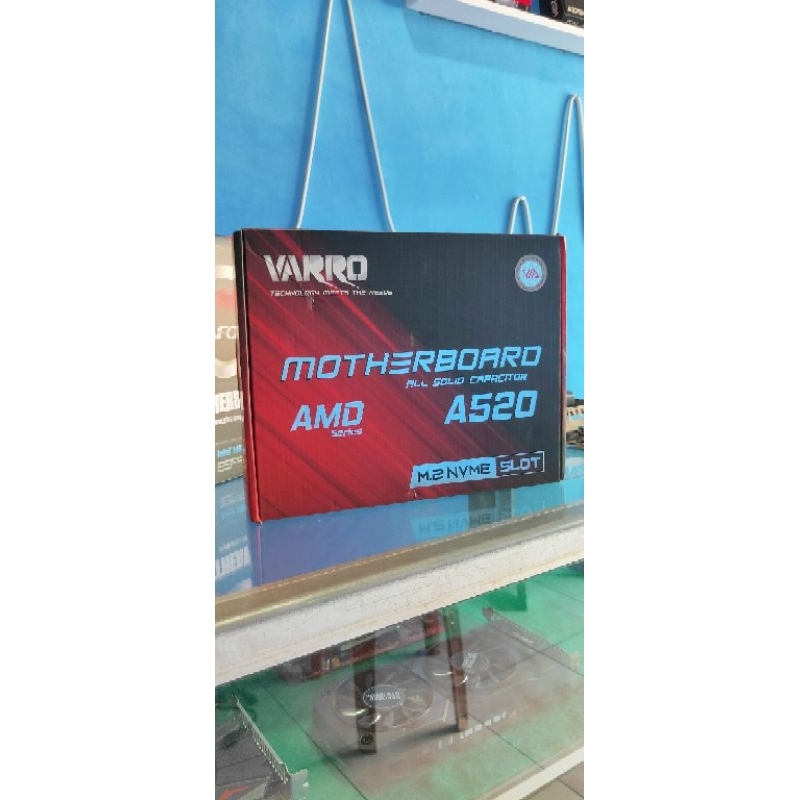 VARRO
TECHNOLOGY MEETS THE NEEDS
MOTHERBOARD
ALL SOLID CAPACITOR
AMD
Series
A520
M.2 NVME SLOT